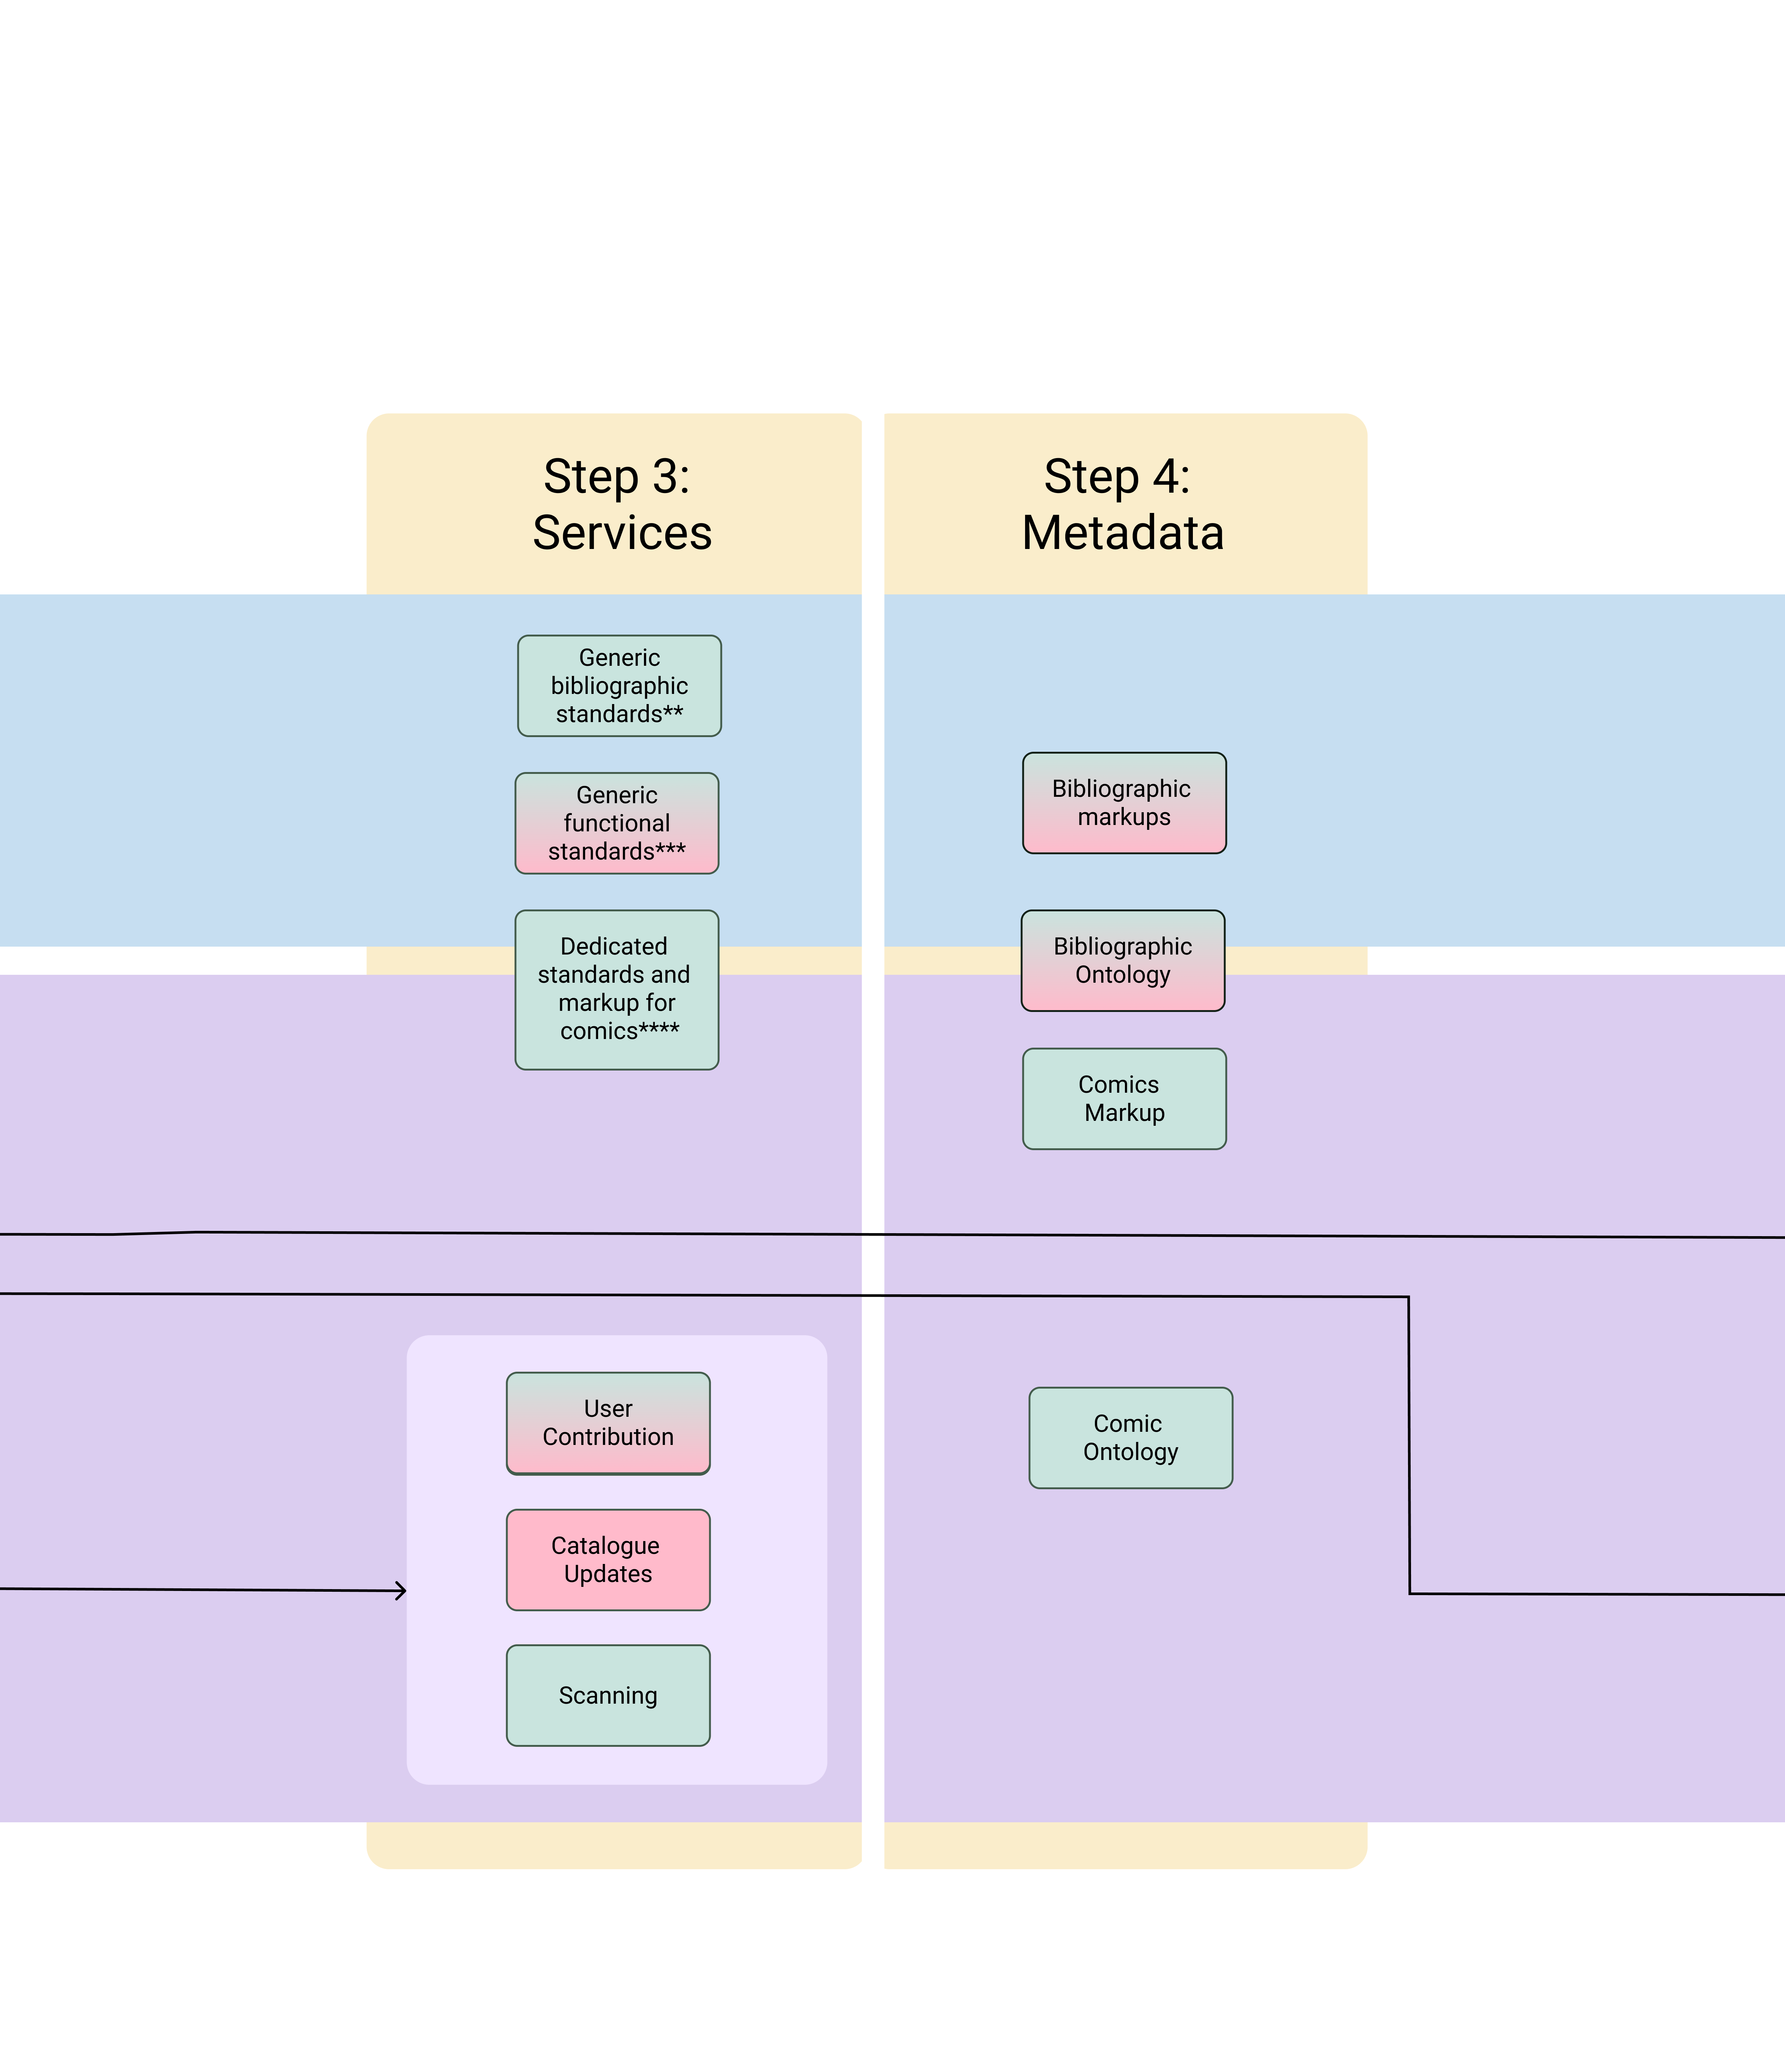 Step 3:
Services
Generic
bibliographic
standards**
Generic
functional
standards***
Dedicated
standards and
markup for
comics****
User
Contribution
Catalogue
Updates
Scanning
Step 4:
Metadata
Bibliographic
markups
Bibliographic
Ontology
Comics
Markup
Comic
Ontology